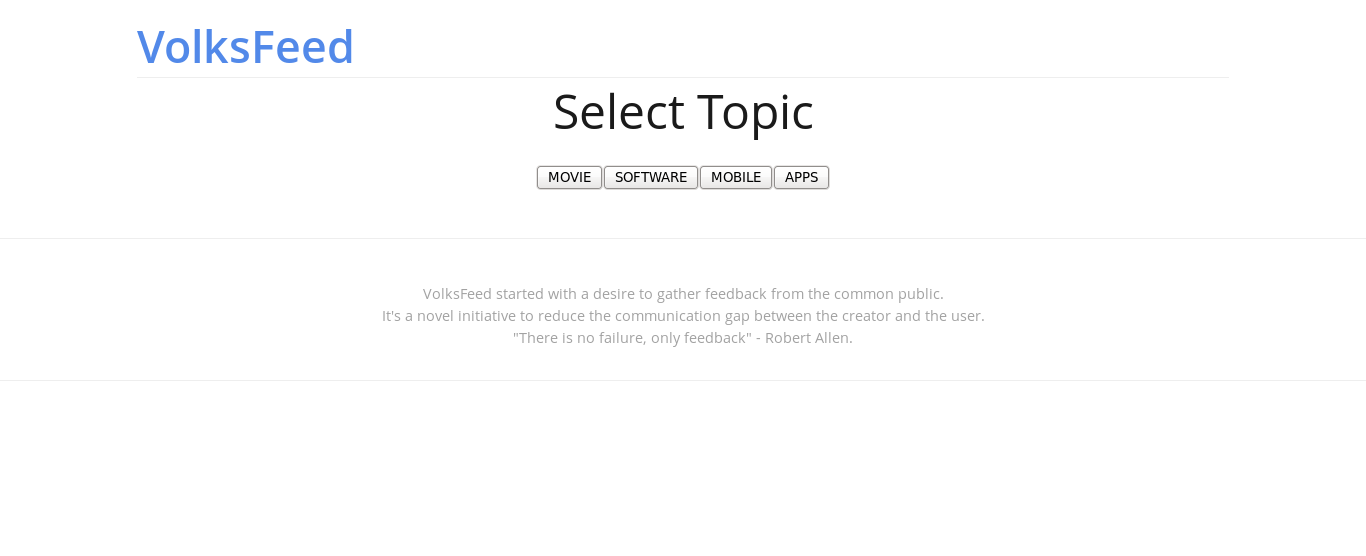 VolksFeed
Select Topic
MOVIE SOFTWARE MOBILE APPS
VolksFeed started with a desire to gather feedback from the common public.
It's a novel initiative to reduce the communication gap between the creator and the user.
"There is no failure, only feedback" - Robert Allen.